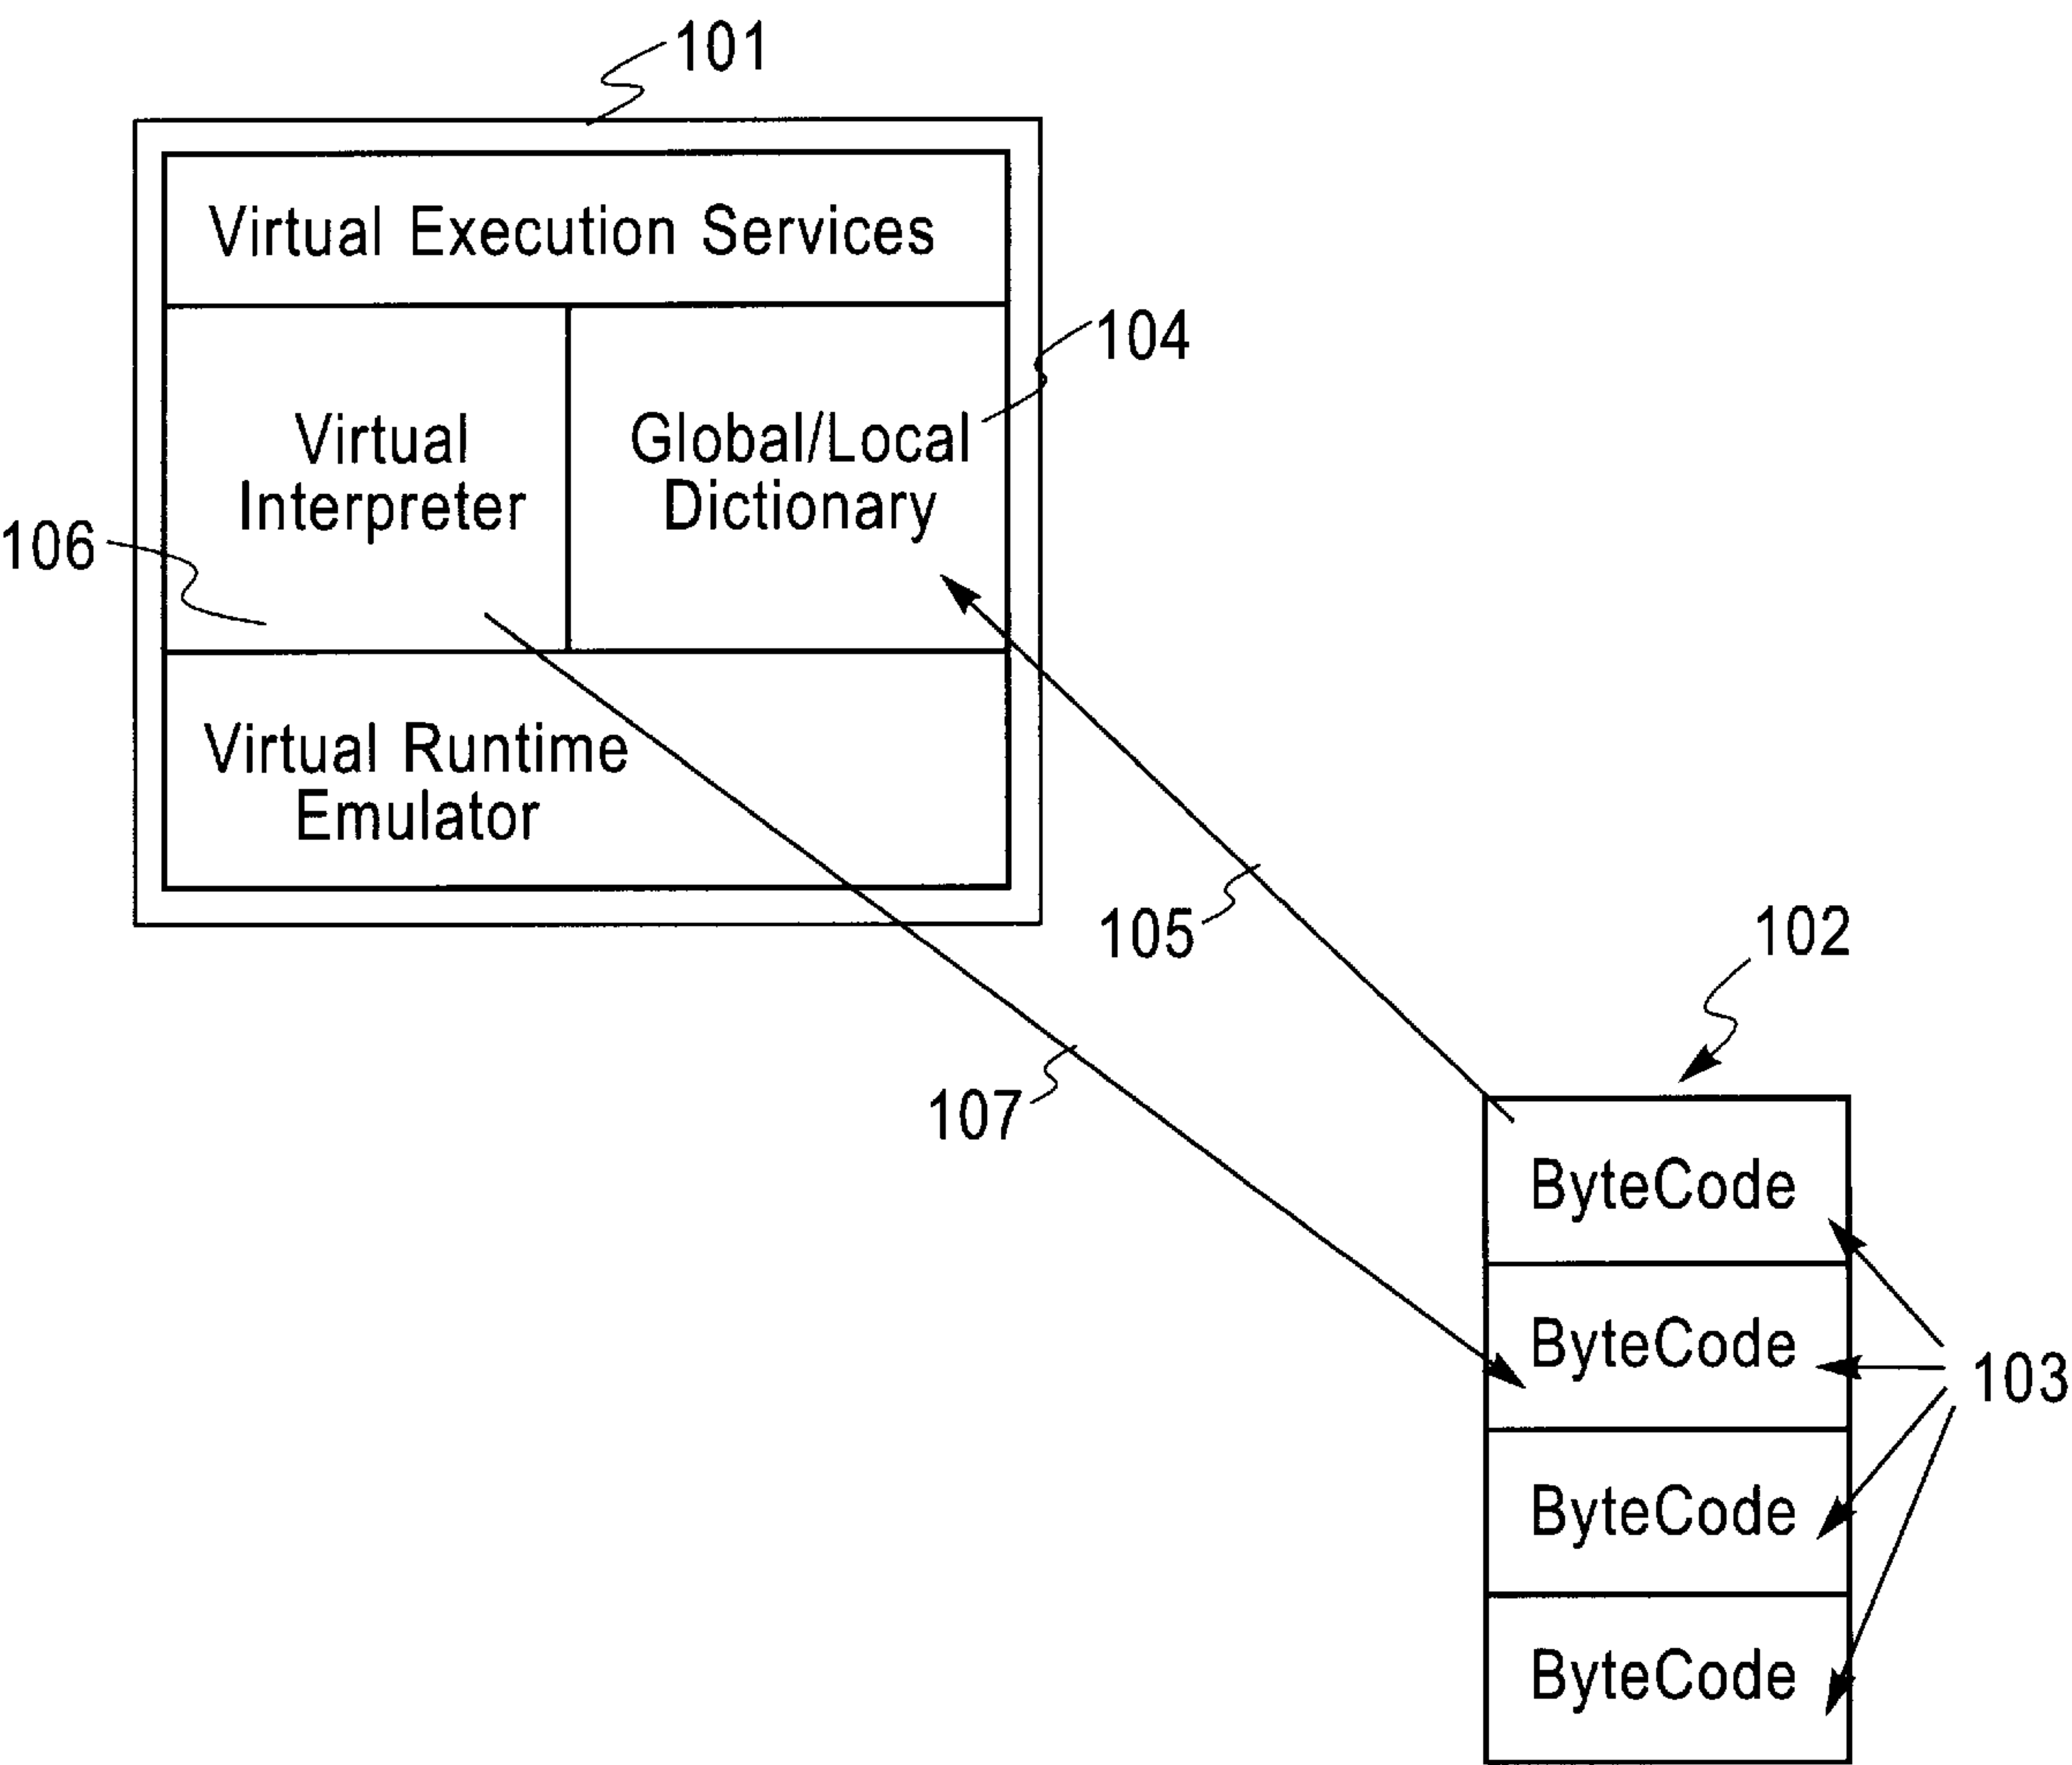 101
Virtual Execution Services
104
Virtual
Interpreter
Global/Local
Dictionary
106
Virtual Runtime
Emulator
105
102
107
ByteCode
ByteCode
103
ByteCode
ByteCode